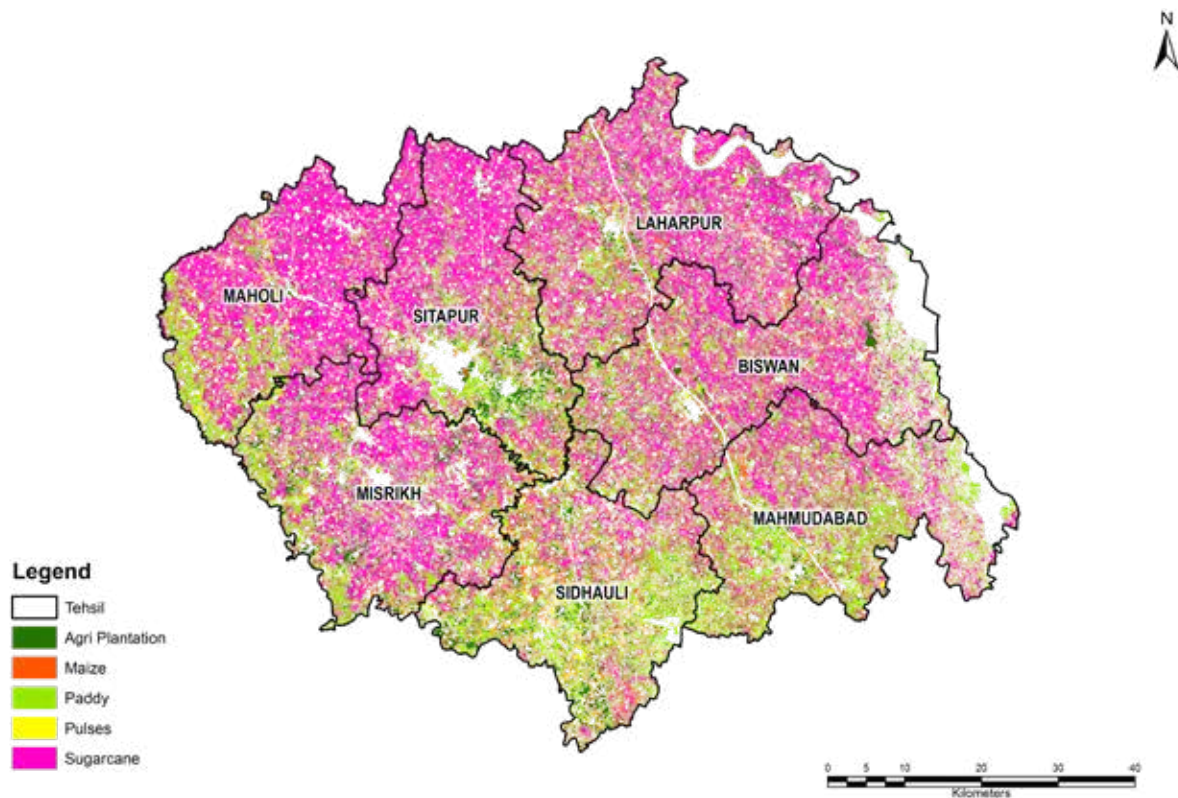 N
LAHARPUR
MAHOLI
SITAPUR
BISWAN
MISRIKH
MAHMUDABAD
SIDHAULI
Legend
Tehsil
Agri Plantation
Maize
Paddy
Pulses
Sugarcane
0 5 10 20 30 40
Kilometers